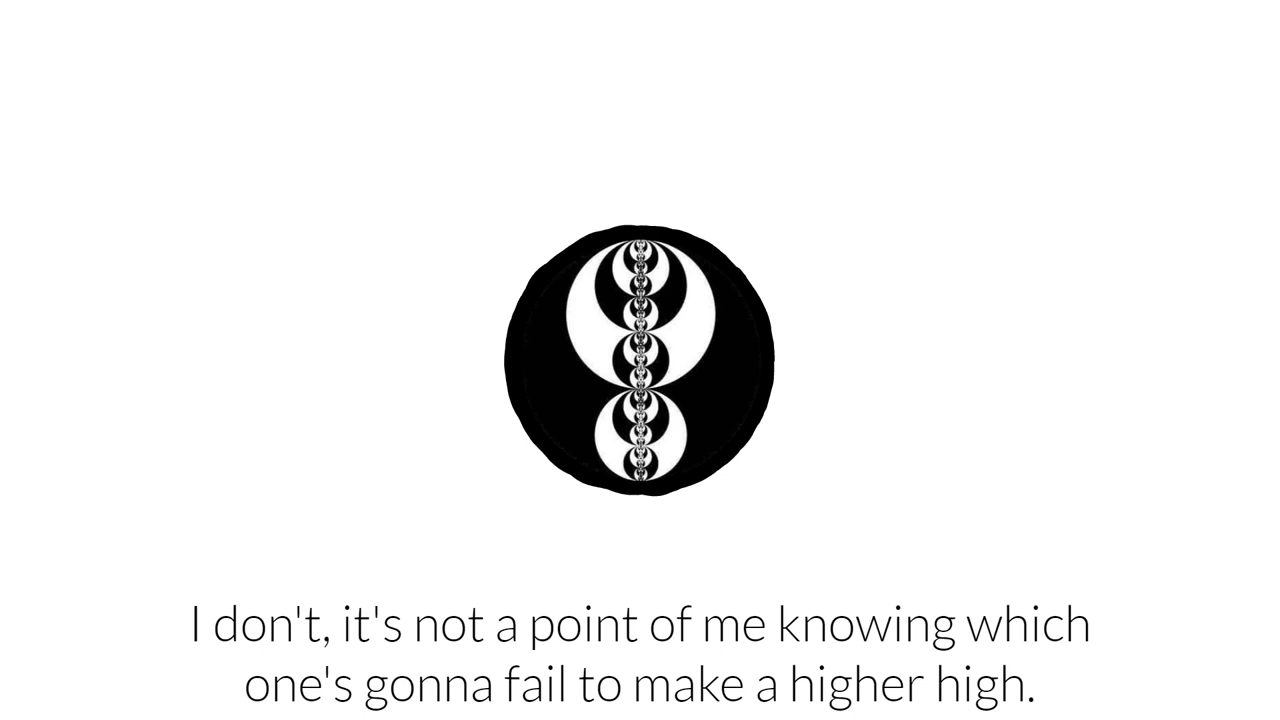 I don't, it's not a point of me knowing which
one's gonna fail to make a higher high.